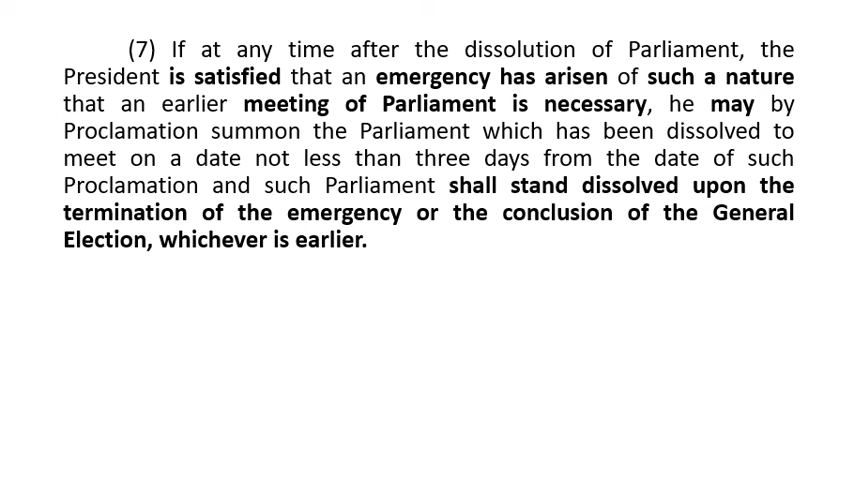 (7) If at any time after the dissolution of Parliament, the
President is satisfied that an emergency has arisen of such a nature
that an earlier meeting of Parliament is necessary, he may by
Proclamation summon the Parliament which has been dissolved to
meet on a date not less than three days from the date of such
Proclamation and such Parliament shall stand dissolved upon the
termination of the emergency or the conclusion of the General
Election, whichever is earlier.